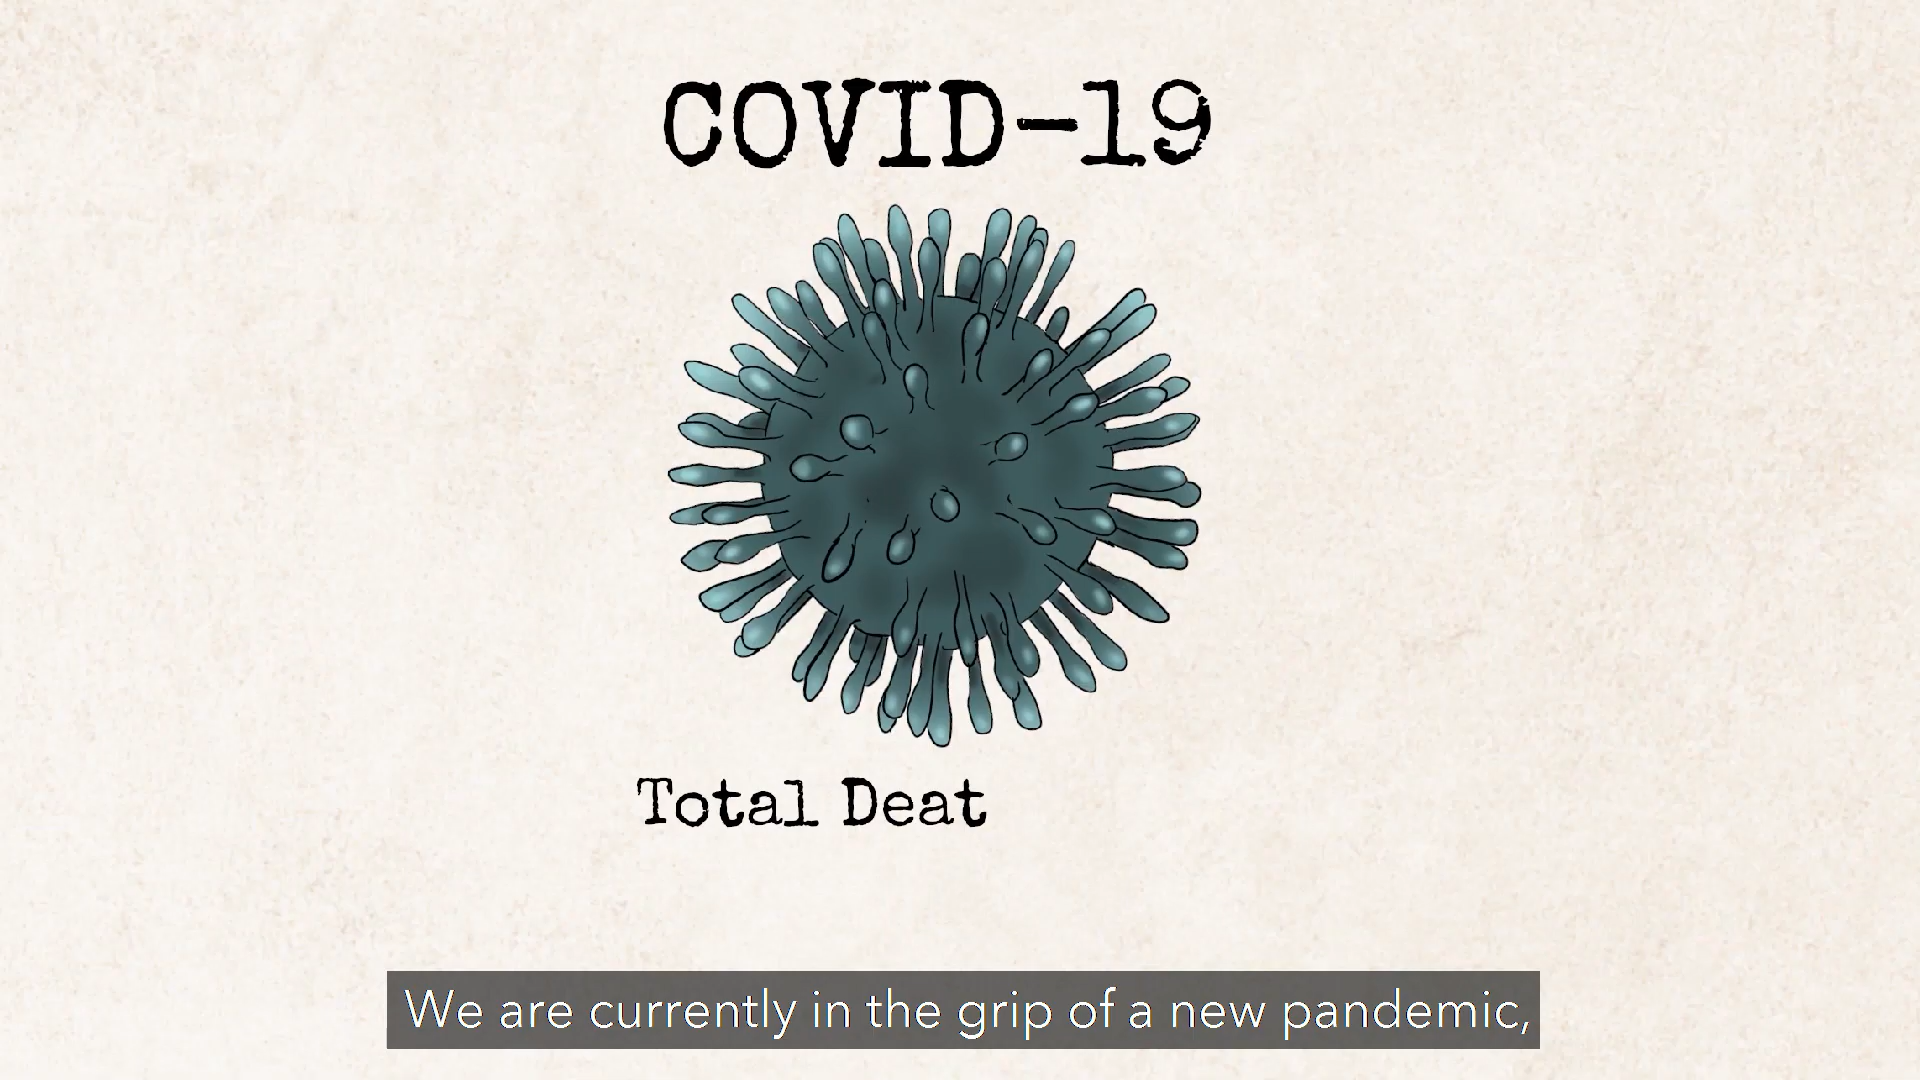 COVID-19
Total Deat
We are currently in the grip of a new pandemic,